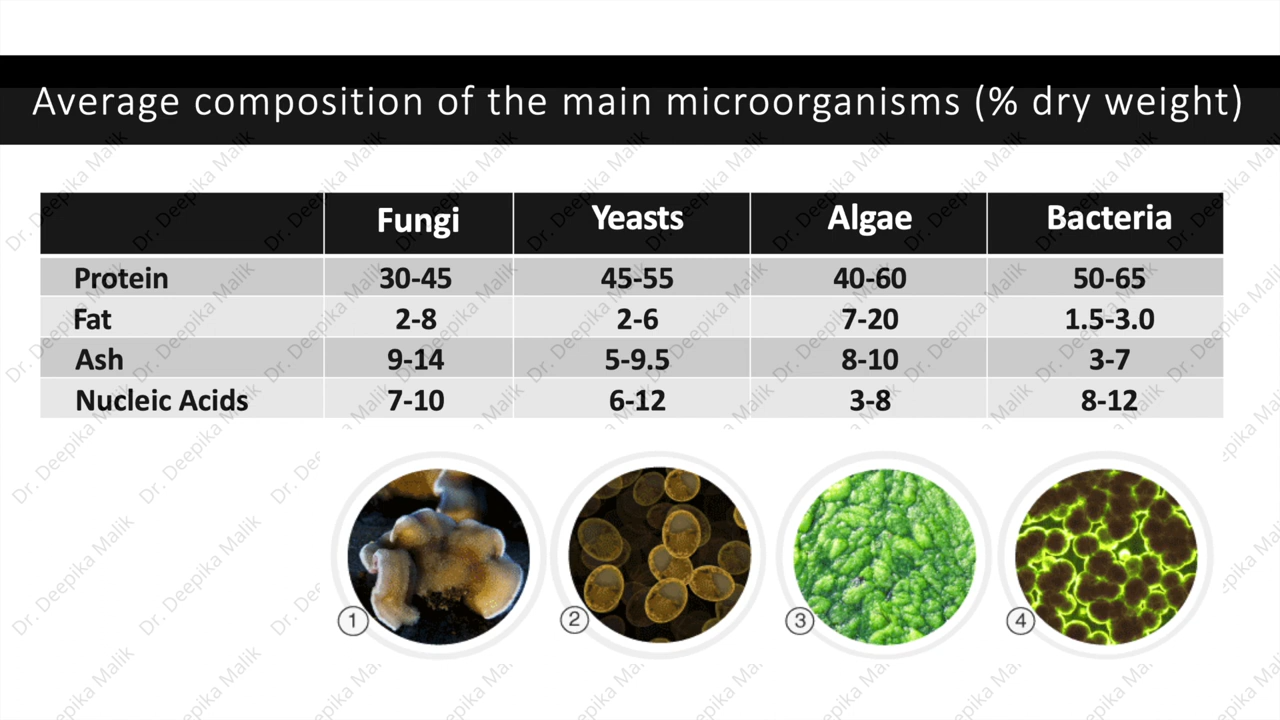 Average composition of the main microorganisms (% dry weight)
Fungi Yeasts Algae Bacteria
Protein 30-45 45-55 40-60 50-65
Fat 2-8 2-6 7-20 1.5-3.0
Ash 9-14 5-9.5 8-10 3-7
Nucleic Acids 7-10 6-12 3-8 8-12
1 2 3 4
Dr. Deepika Malik